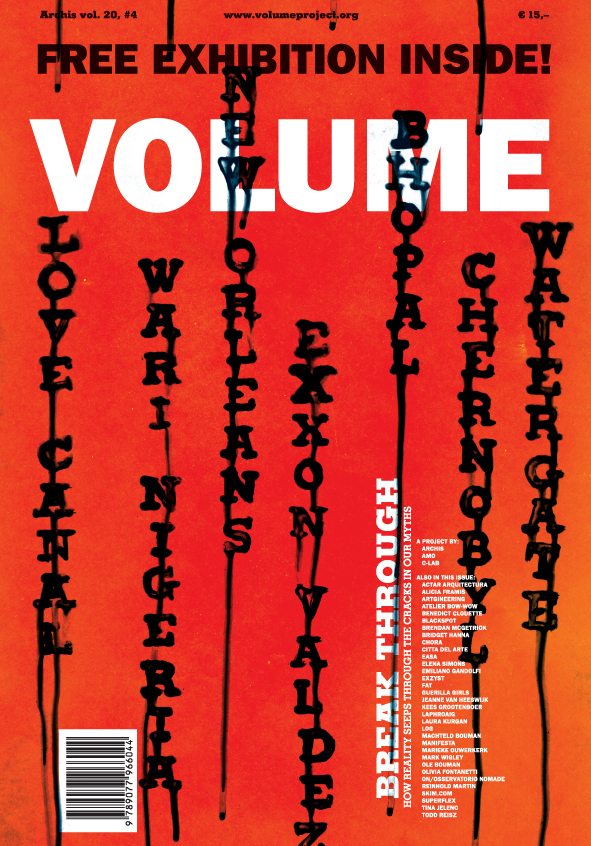 Archis vol. 20, #4
www.volumeproject.org
€ 15,–
FREE EXHIBITION INSIDE!
VOLUME
LOVE CANAL
WARI NIGERIA
NEW ORLEANS
EXXON VALDEZ
BHOPAL
CHERNOBYL
WATERGATE
BREAK THROUGH
HOW REALITY SEEPS THROUGH THE CRACKS IN OUR MYTHS
A PROJECT BY:
ARCHIS
AMO
C-LAB
ALSO IN THIS ISSUE:
ACTAR ARQUITECTURA
ALICIA FRAMIS
ARTGINEERING
ATELIER BOW-WOW
BENEDICT CLOUETTE
BLACKSPOT
BRENDAN MCGETRICK
BRIDGET HANNA
CHORA
CITTA DEL ARTE
EASA
ELENA SIMONS
EMILIANO GANDOLFI
EXZYST
FAT
GUERILLA GIRLS
JEANNE VAN HEESWIJK
KEES GROOTENBOER
LAPHROAIG
LAURA KURGAN
LOG
MACHTELD BOUMAN
MANIFESTA
MARIEKE OUWERKERK
MARK WIGLEY
OLE BOUMAN
OLIVIA FONTANETTI
ON/OSSERVATORIO NOMADE
REINHOLD MARTIN
SKIM.COM
SUPERFLEX
TINA JELENC
TODD REISZ
9 789077 966044